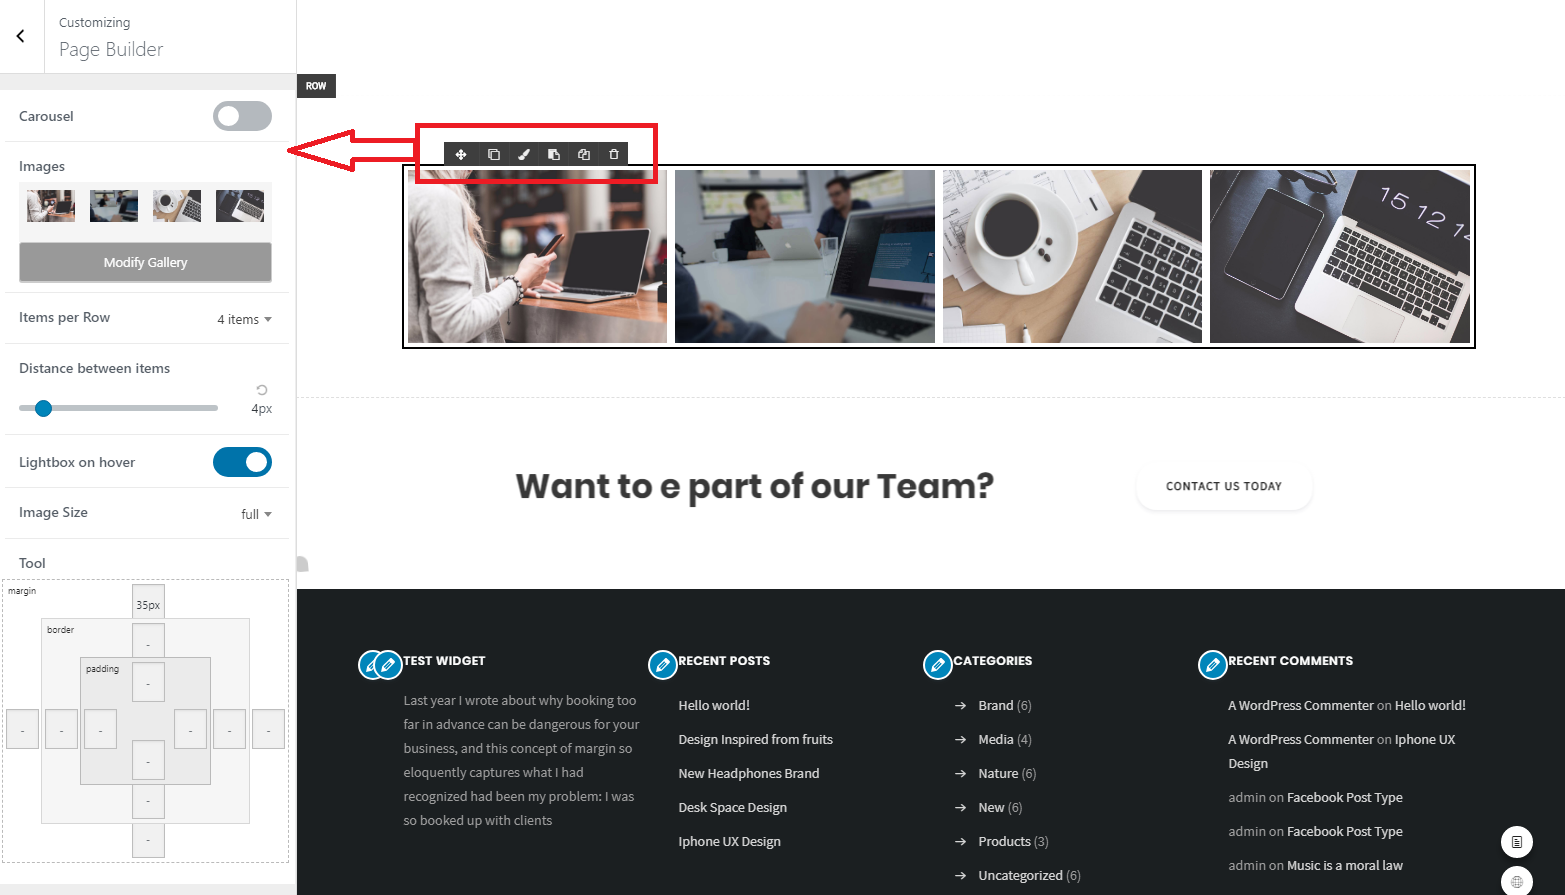 Customizing
Page Builder
Carousel
Images
Modify Gallery
Items per Row
4 items
Distance between items
4px
Lightbox on hover
Image Size
full
Tool
margin
35px
border
-
padding
-
- - - - - -
-
-
-
ROW
15 12 12
Want to e part of our Team?
CONTACT US TODAY
TEST WIDGET
Last year I wrote about why booking too
far in advance can be dangerous for your
business, and this concept of margin so
eloquently captures what I had
recognized had been my problem: I was
so booked up with clients
RECENT POSTS
Hello world!
Design Inspired from fruits
New Headphones Brand
Desk Space Design
Iphone UX Design
CATEGORIES
Brand (6)
Media (4)
Nature (6)
New (6)
Products (3)
Uncategorized (6)
RECENT COMMENTS
A WordPress Commenter on Hello world!
A WordPress Commenter on Iphone UX
Design
admin on Facebook Post Type
admin on Facebook Post Type
admin on Music is a moral law